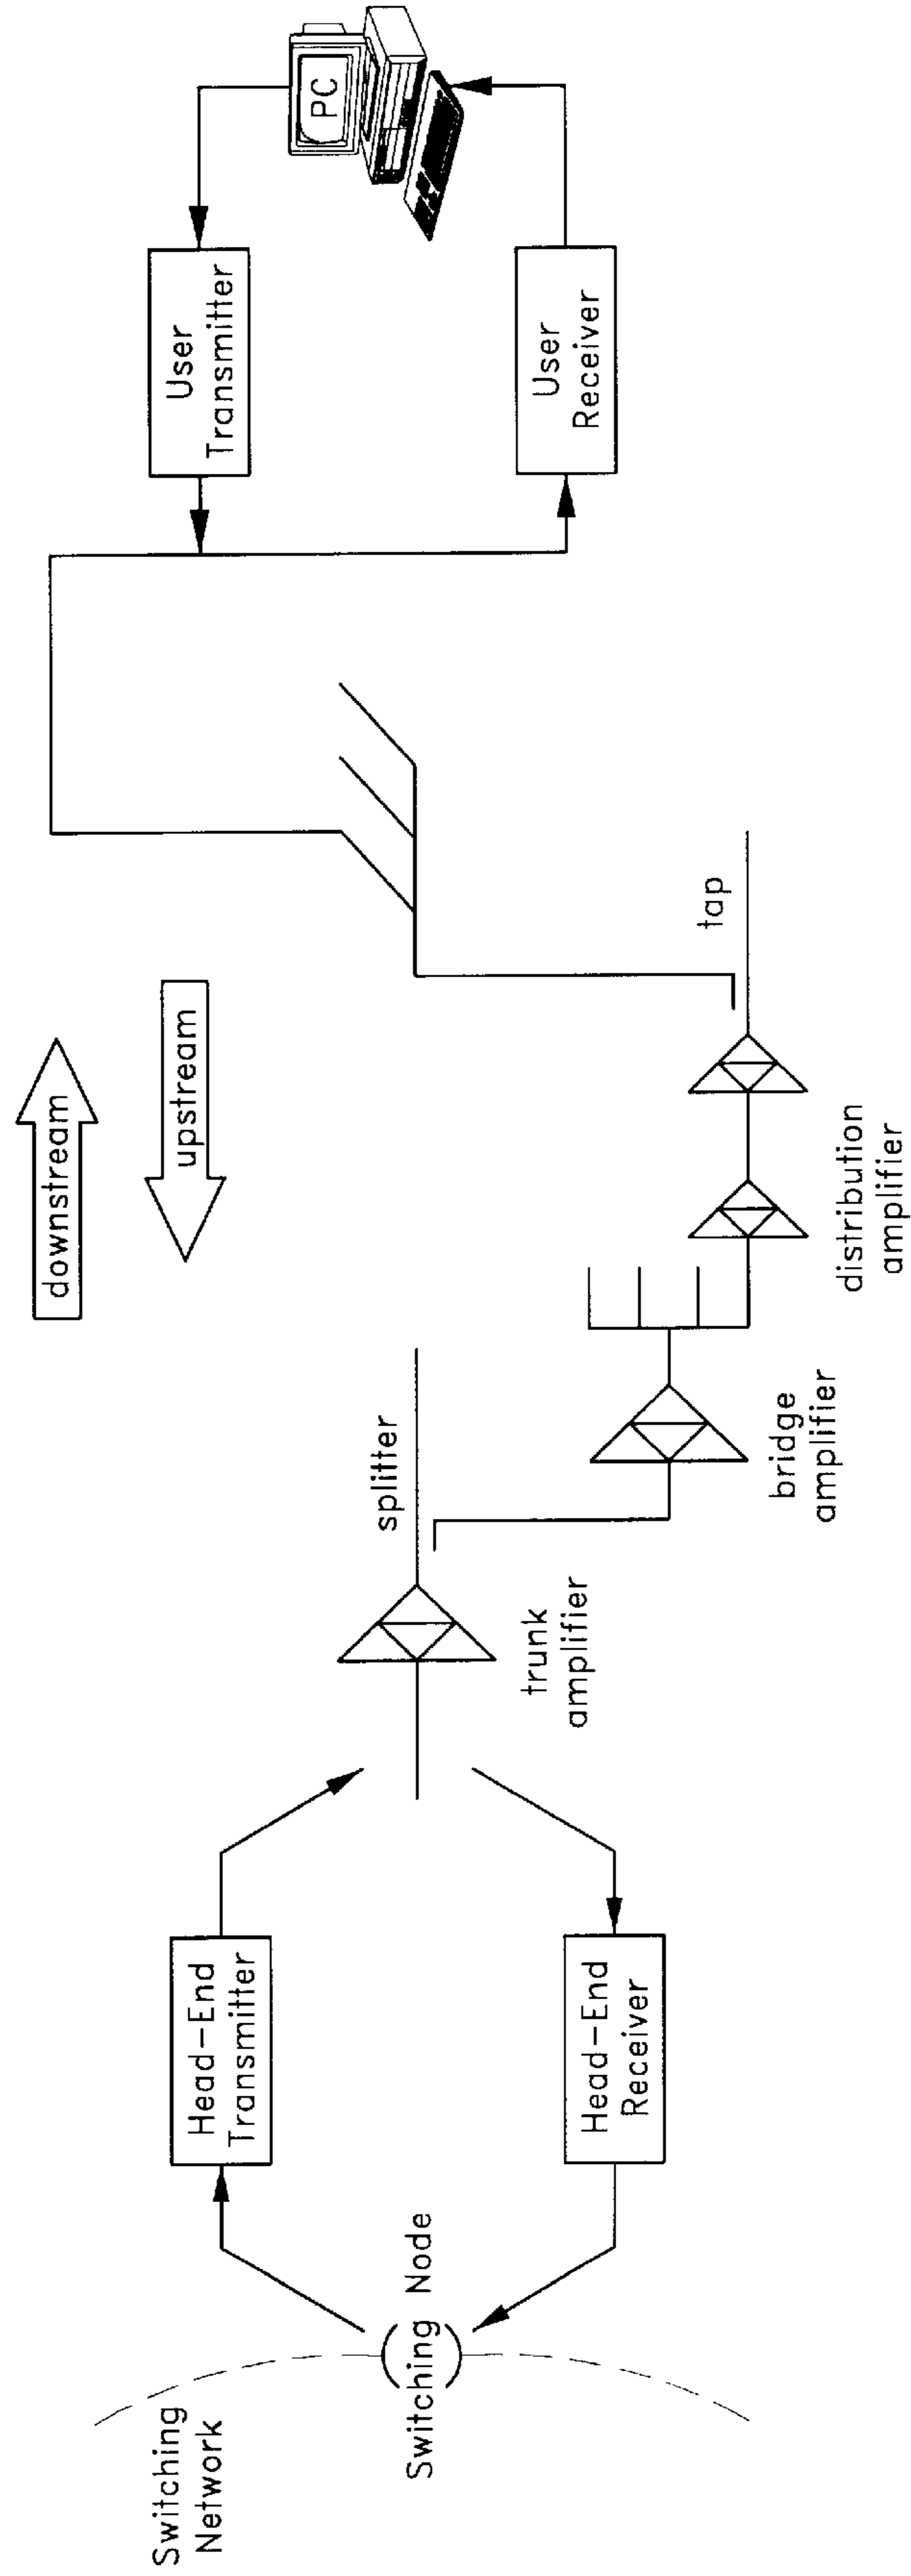 Switching
Network
Switching Node
Head-End
Transmitter
Head-End
Receiver
downstream
upstream
trunk
amplifier
splitter
bridge
amplifier
distribution
amplifier
tap
User
Transmitter
User
Receiver
PC